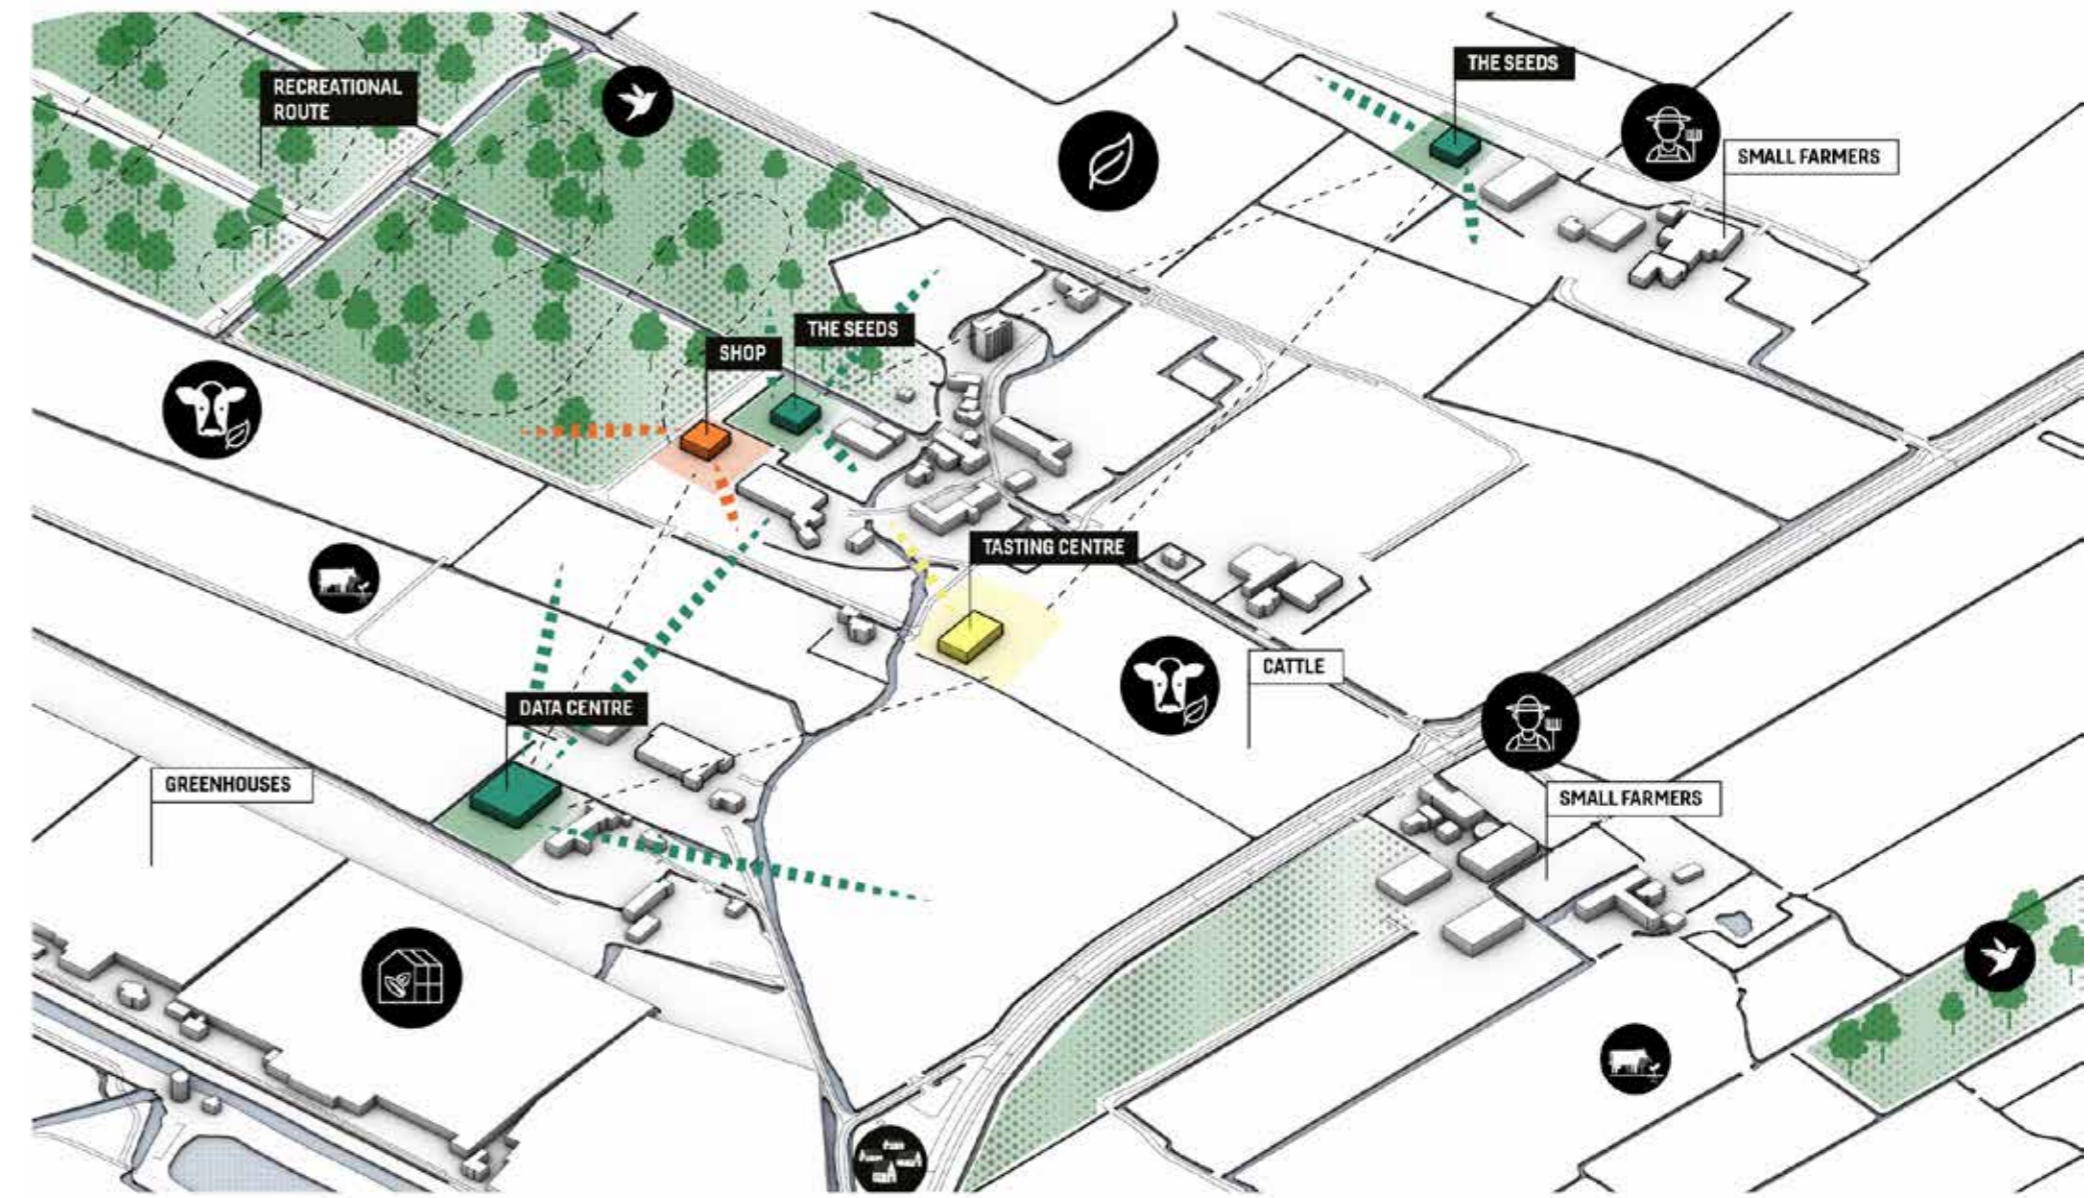 THE SEEDS
RECREATIONAL
ROUTE
SMALL FARMERS
THE SEEDS
SHOP
TASTING CENTRE
CATTLE
DATA CENTRE
GREENHOUSES
SMALL FARMERS